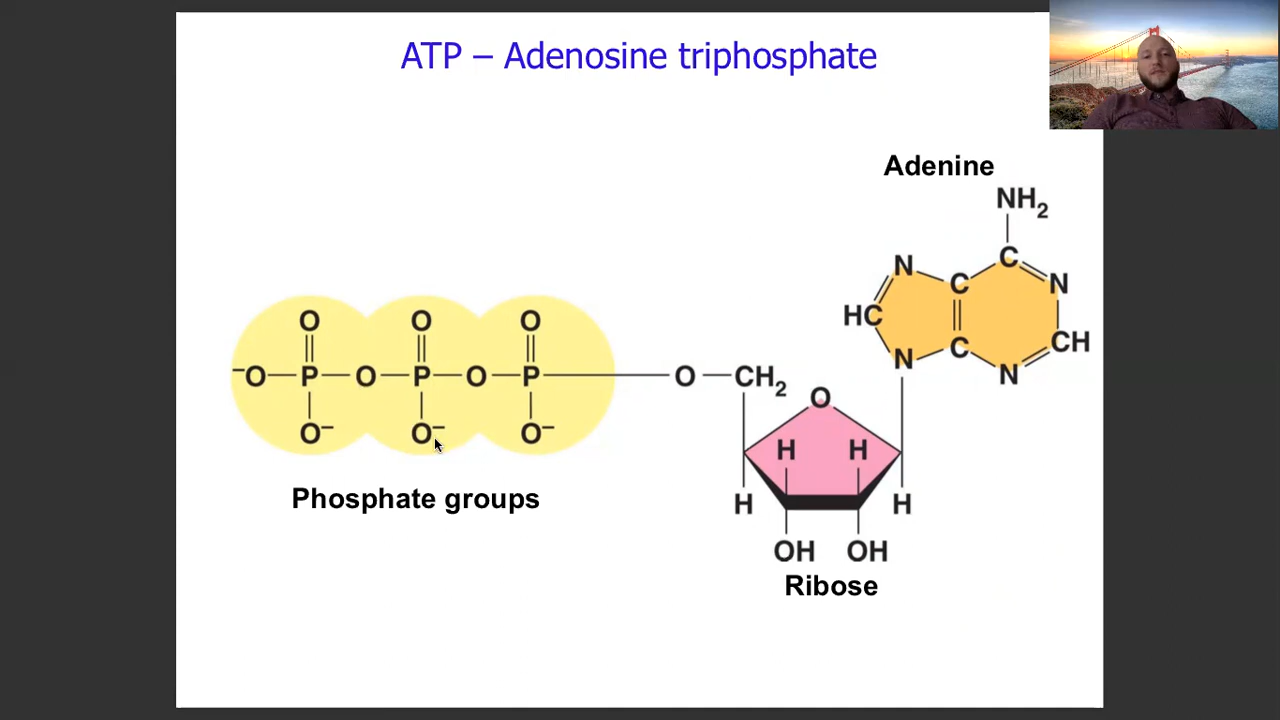 ATP – Adenosine triphosphate
Adenine
NH2
N
C
N
C
HC
CH
C
N
N
O
O
O
–O
P
O
P
O
P
O
CH2
O
O–
O–
O–
H
H
Phosphate groups
H
H
OH
OH
Ribose